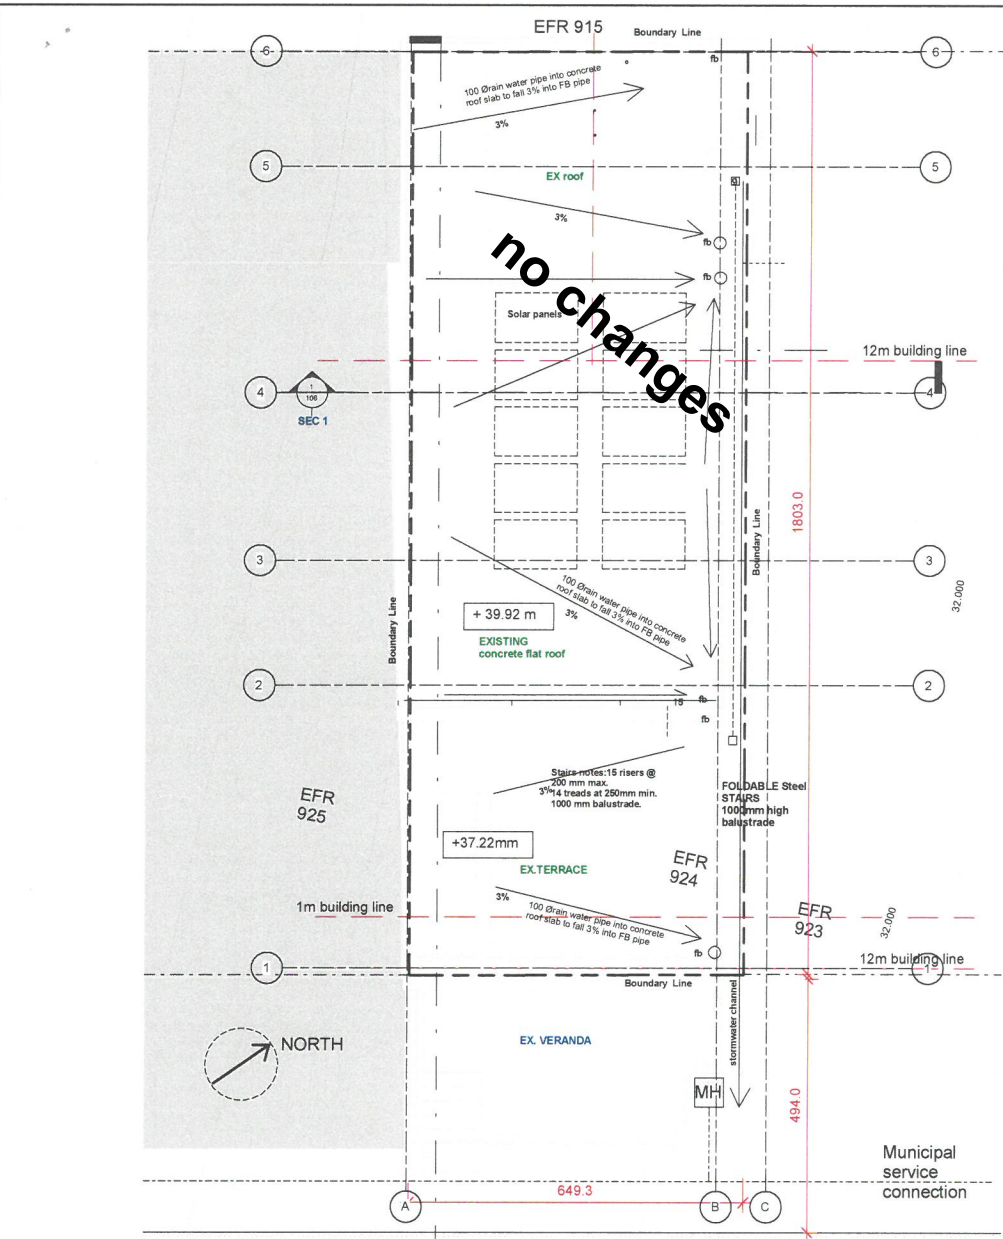 EFR 915
Boundary Line
6
6
fb
100 Ørain water pipe into concrete
roof slab to fall 3% into FB pipe
3%
5
5
EX roof
3%
fb
fb
no changes
Solar panels
12m building line
4
1
106
4
SEC 1
1803.0
Boundary Line
3
3
100 Ørain water pipe into concrete
roof slab to fall 3% into FB pipe
3%
32.000
+ 39.92 m
Boundary Line
EXISTING
concrete flat roof
2
2
15
fb
fb
Stairs notes:15 risers @
200 mm max.
3%
14 treads at 250mm min.
1000 mm balustrade.
FOLDABLE Steel
STAIRS
1000mm high
balustrade
EFR
925
+37.22mm
EFR
924
EX.TERRACE
3%
100 Ørain water pipe into concrete
roof slab to fall 3% into FB pipe
1m building line
EFR
923
32.000
fb
12m building line
1
1
Boundary Line
stormwater channel
NORTH
EX. VERANDA
MH
494.0
Municipal
service
connection
649.3
A
B
C